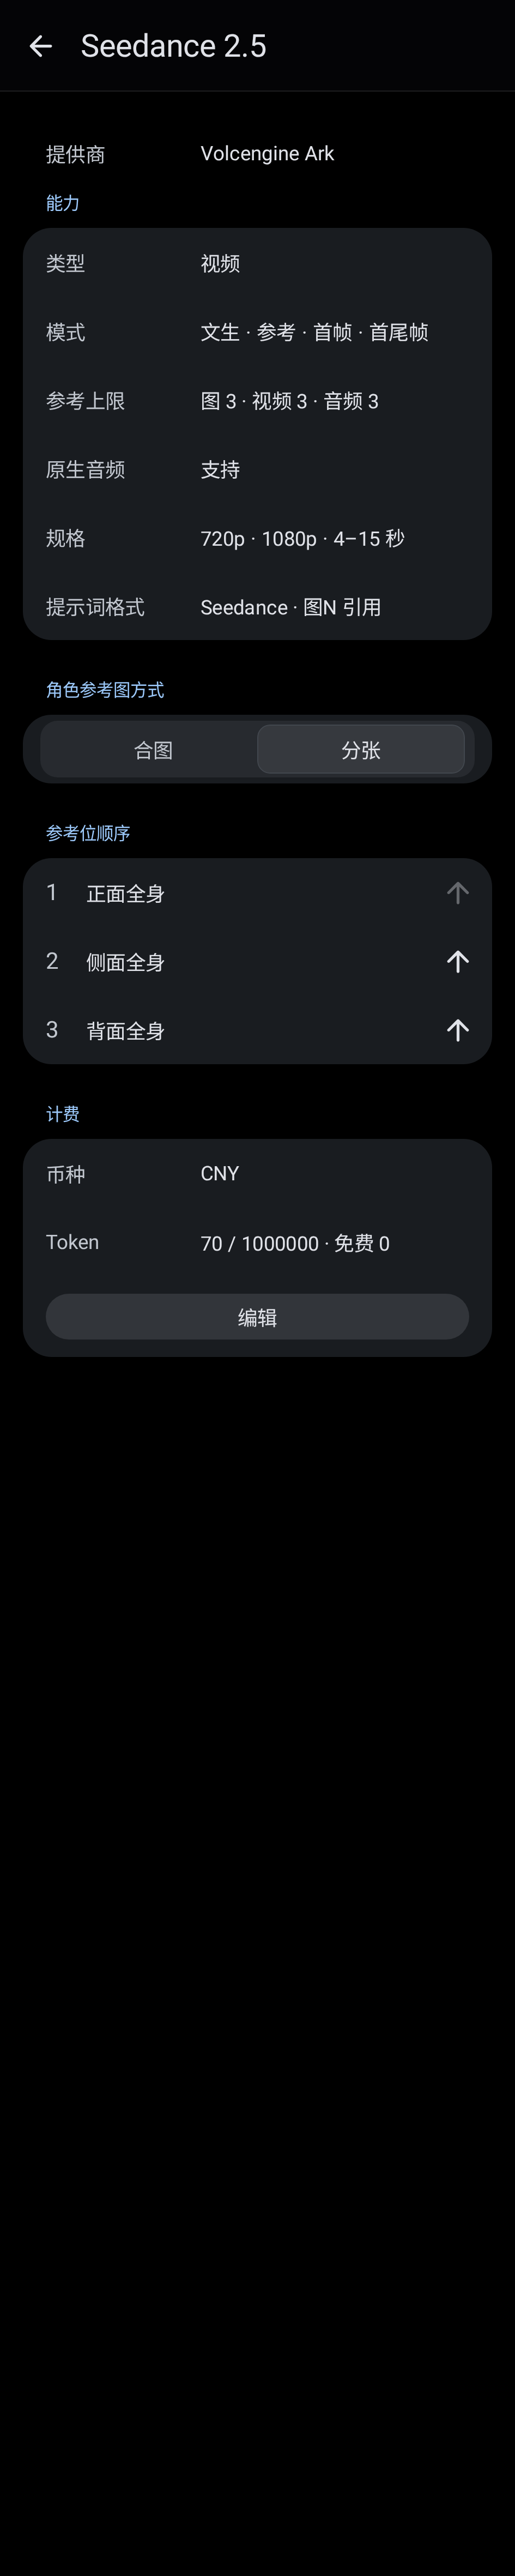 Seedance 2.5
提供商 Volcengine Ark
能力
类型 视频
模式 文生 · 参考 · 首帧 · 首尾帧
参考上限 图 3 · 视频 3 · 音频 3
原生音频 支持
规格 720p · 1080p · 4–15 秒
提示词格式 Seedance · 图N 引用
角色参考图方式
合图 分张
参考位顺序
1 正面全身
2 侧面全身
3 背面全身
计费
币种 CNY
Token 70 / 1000000 · 免费 0
编辑